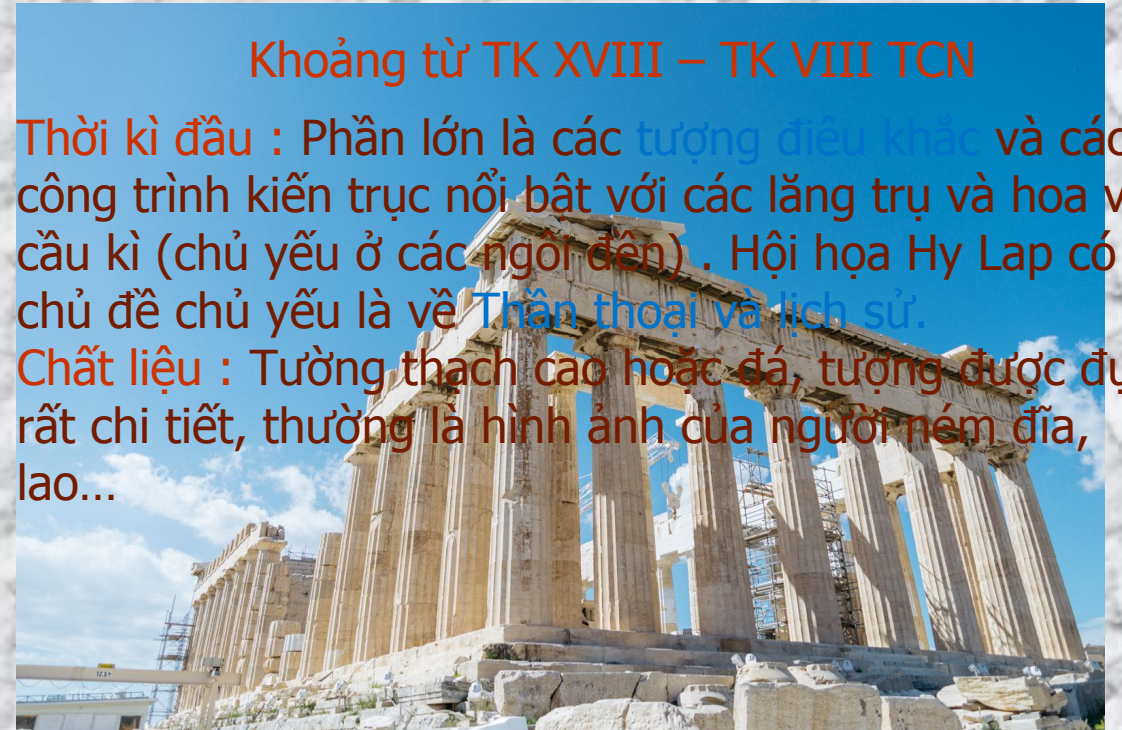 Khoảng từ TK XVIII – TK VIII TCN
Thời kì đầu : Phần lớn là các tượng điêu khắc và các
công trình kiến trục nổi bật với các lăng trụ và hoa
cầu kì (chủ yếu ở các ngôi đền) . Hội họa Hy Lap có
chủ đề chủ yếu là về Thần thoại và lịch sử.
Chất liệu : Tường thạch cao hoặc đá, tượng được
rất chi tiết, thường là hình ảnh của người ném đĩa,
lao...